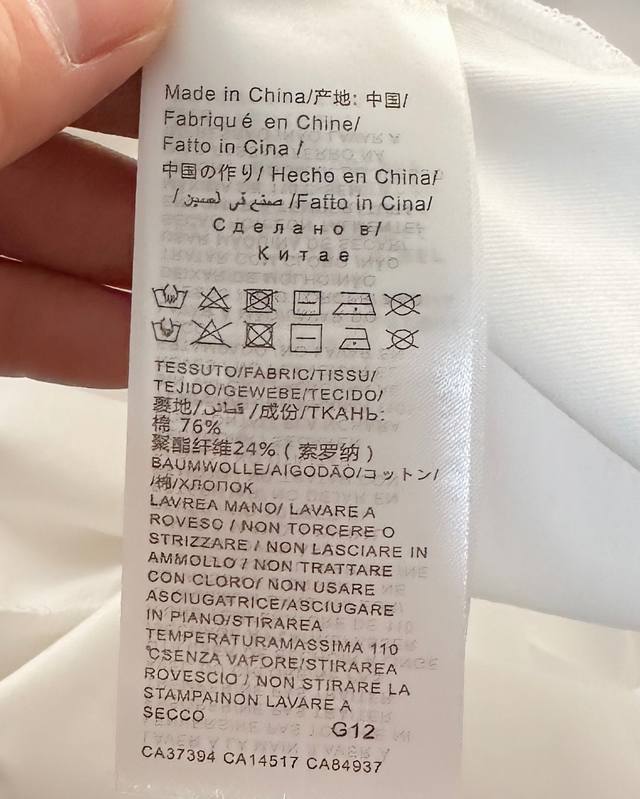 Made in China/产地: 中国/
Fabriqu é en Chine/
Fatto in Cina /
中国の作り/ Hecho en China/
/ صنع في لصين /Fatto in Cina/
Сделано в/
Китае
TESSUTO/FABRIC/TISSU/
TEJIDO/GEWEBE/TECIDO/
裹地/ قطاس /成份/ТКАНЬ:
棉 76%
聚酯纤维24% ( 索罗纳 )
BAUMWOLLE/AIGODÃO/コットン/
/棉/ХЛОПОК
LAVREA MANO/ LAVARE A
ROVESO / NON TORCERE O
STRIZZARE / NON LASCIARE IN
AMMOLLO / NON TRATTARE
CON CLORO/ NON USARE
ASCIUGATRICE/ASCIUGARE
IN PIANO/STIRAREA
TEMPERATURAMASSIMA 110
℃SENZA VAFORE/STIRAREA
ROVESCIO / NON STIRARE LA
STAMPAINON LAVARE A
SECCO
G12
CA37394 CA14517 CA84937